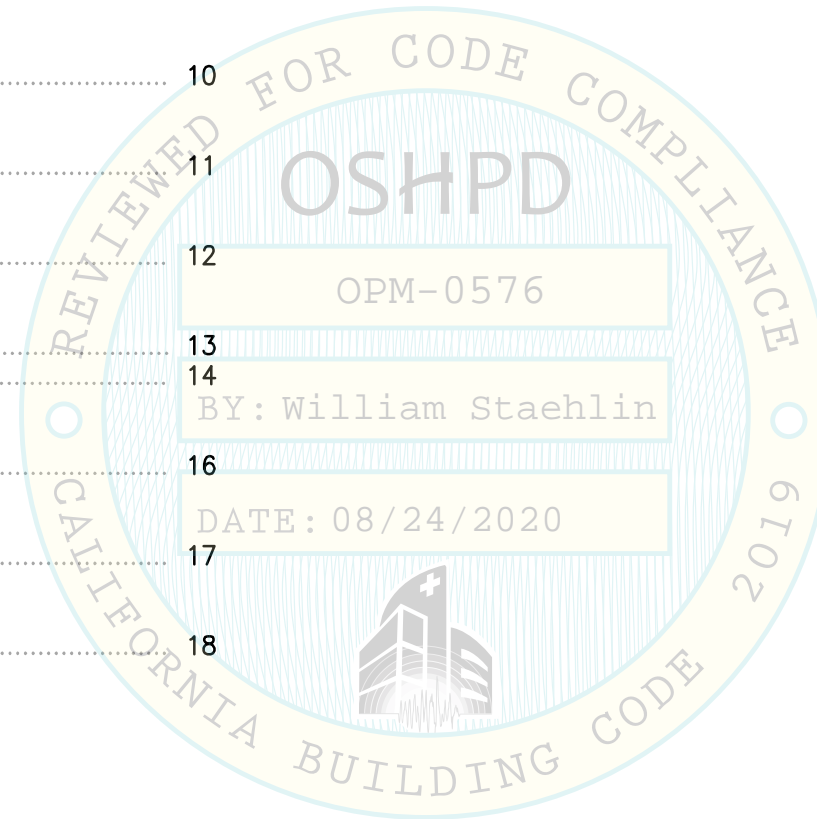 REVIEWED FOR CODE COMPLIANCE
.................. 10
OSHPD
.................. 11
.................. 12
OPM-0576
.................. 13
.................. 14
BY: William Staehlin
.................. 16
DATE: 08/24/2020
.................. 17
.................. 18
CALIFORNIA BUILDING CODE 2019